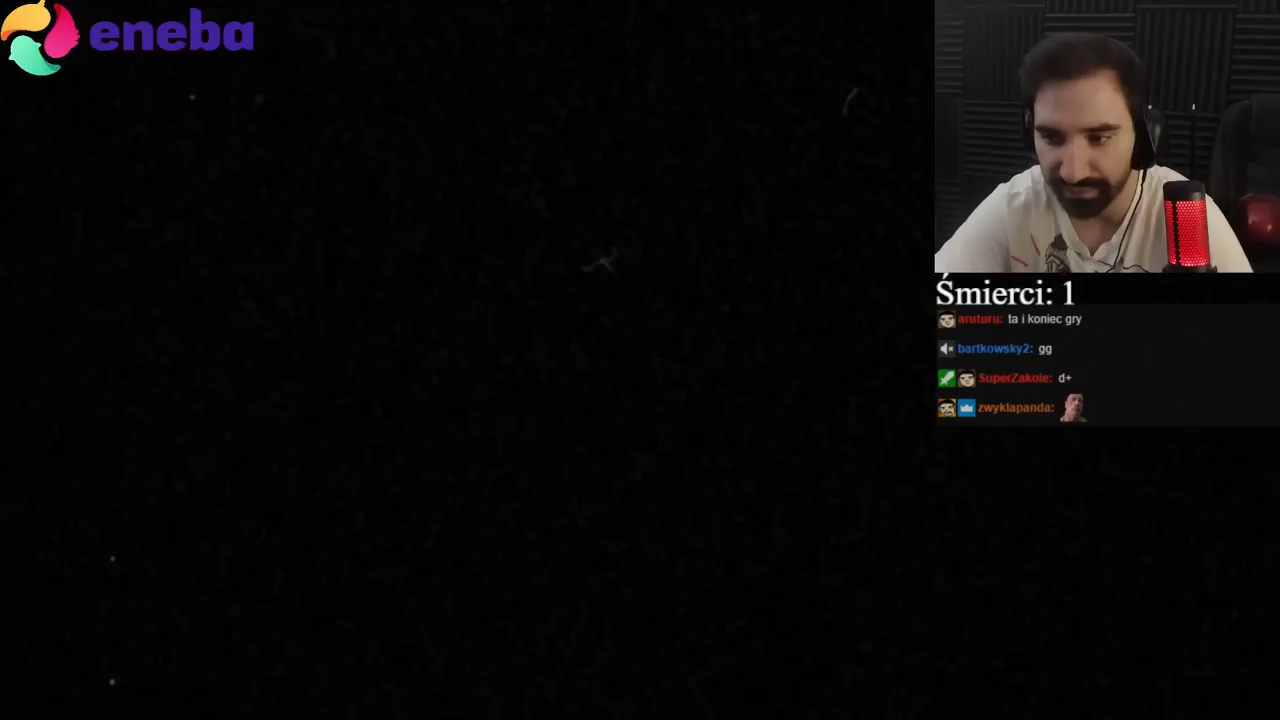 eneba
Śmierci: 1
aruturu: ta i koniec gry
bartkowsky2: gg
SuperZakole: d+
zwyklapanda: